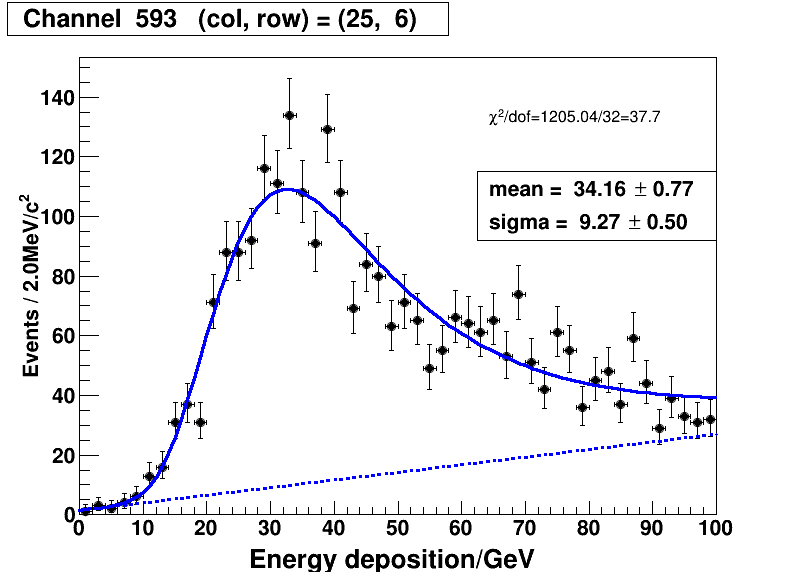 Channel 593 (col, row) = (25, 6)
χ²/dof=1205.04/32=37.7
mean = 34.16 ± 0.77
sigma = 9.27 ± 0.50
Events / 2.0MeV/c²
140
120
100
80
60
40
20
0
0 10 20 30 40 50 60 70 80 90 100
Energy deposition/GeV